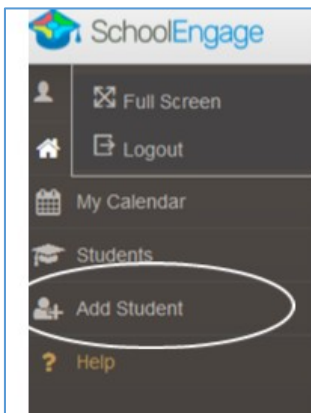 SchoolEngage
Full Screen
Logout
My Calendar
Students
Add Student
? Help